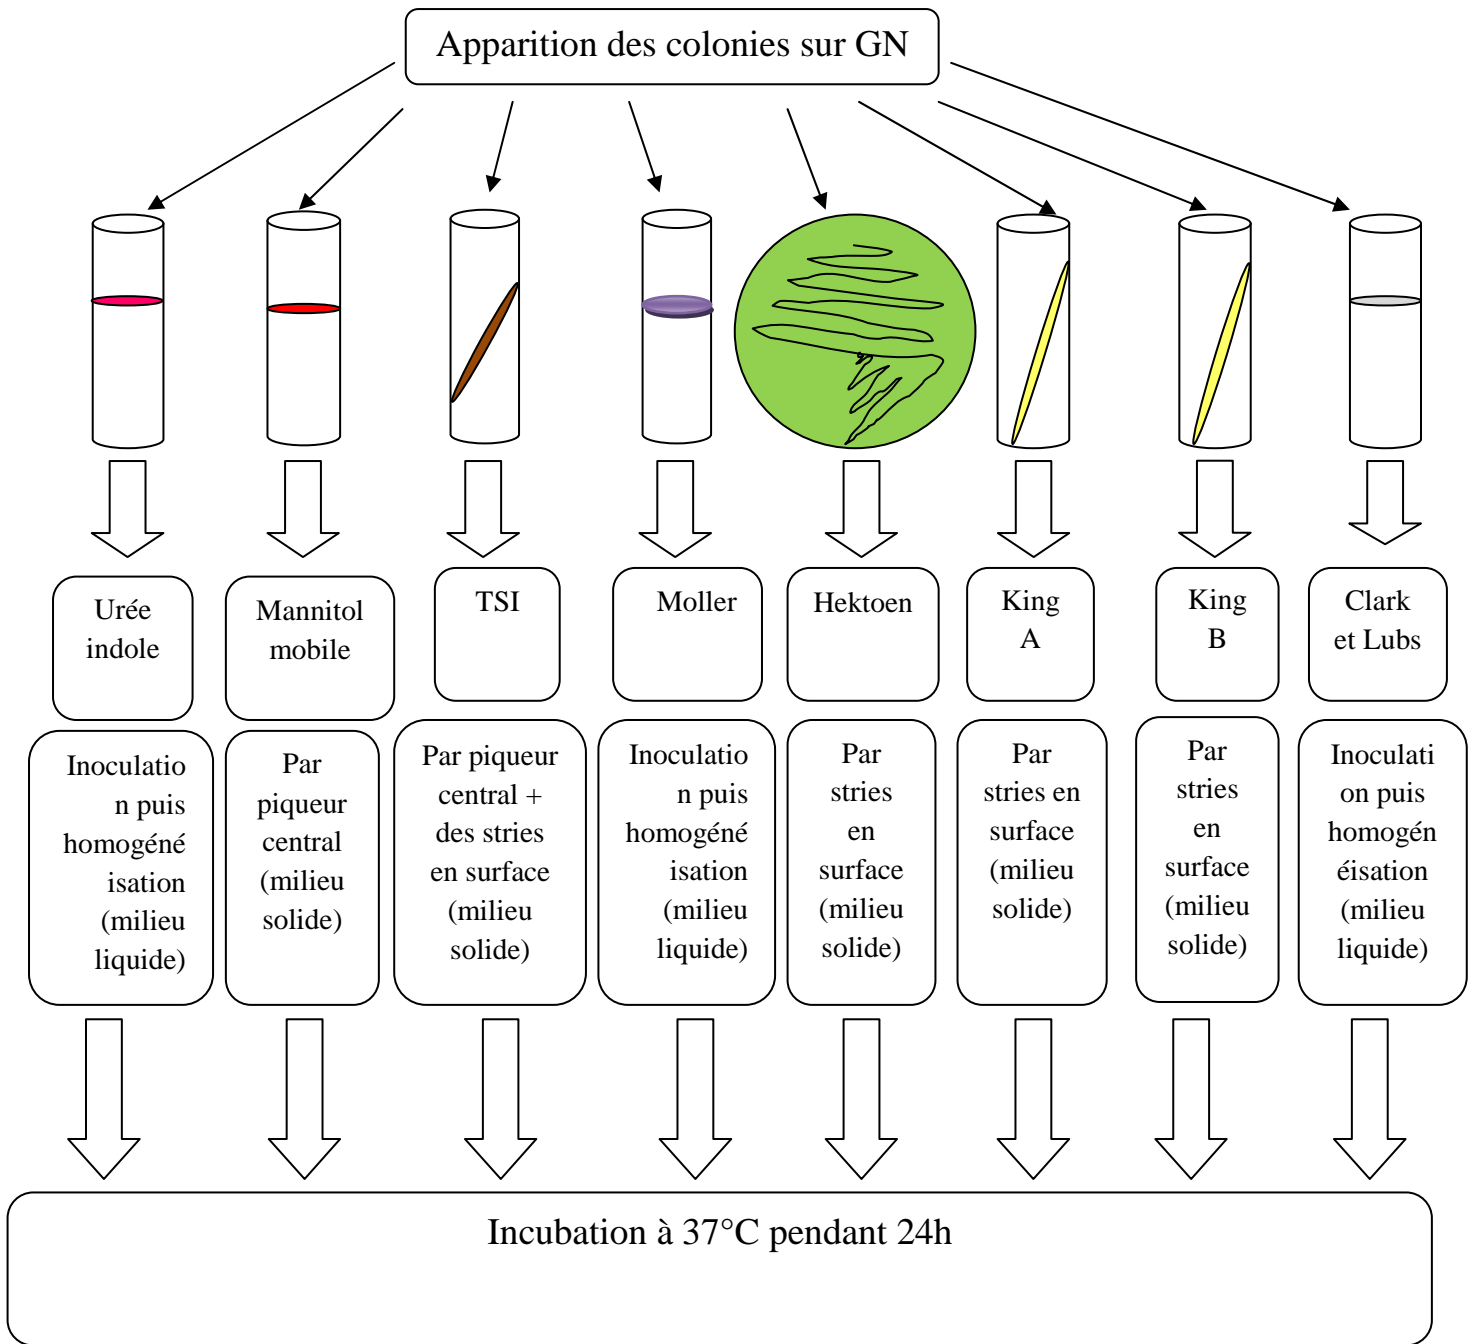 Apparition des colonies sur GN
Urée
indole
Mannitol
mobile
TSI
Moller
Hektoen
King
A
King
B
Clark
et Lubs
Inoculatio
n puis
homogéné
isation
(milieu
liquide)
Par
piqueur
central
(milieu
solide)
Par piqueur
central +
des stries
en surface
(milieu
solide)
Inoculatio
n puis
homogéné
isation
(milieu
liquide)
Par
stries
en
surface
(milieu
solide)
Par
stries en
surface
(milieu
solide)
Par
stries
en
surface
(milieu
solide)
Inoculati
on puis
homogén
éisation
(milieu
liquide)
Incubation à 37°C pendant 24h